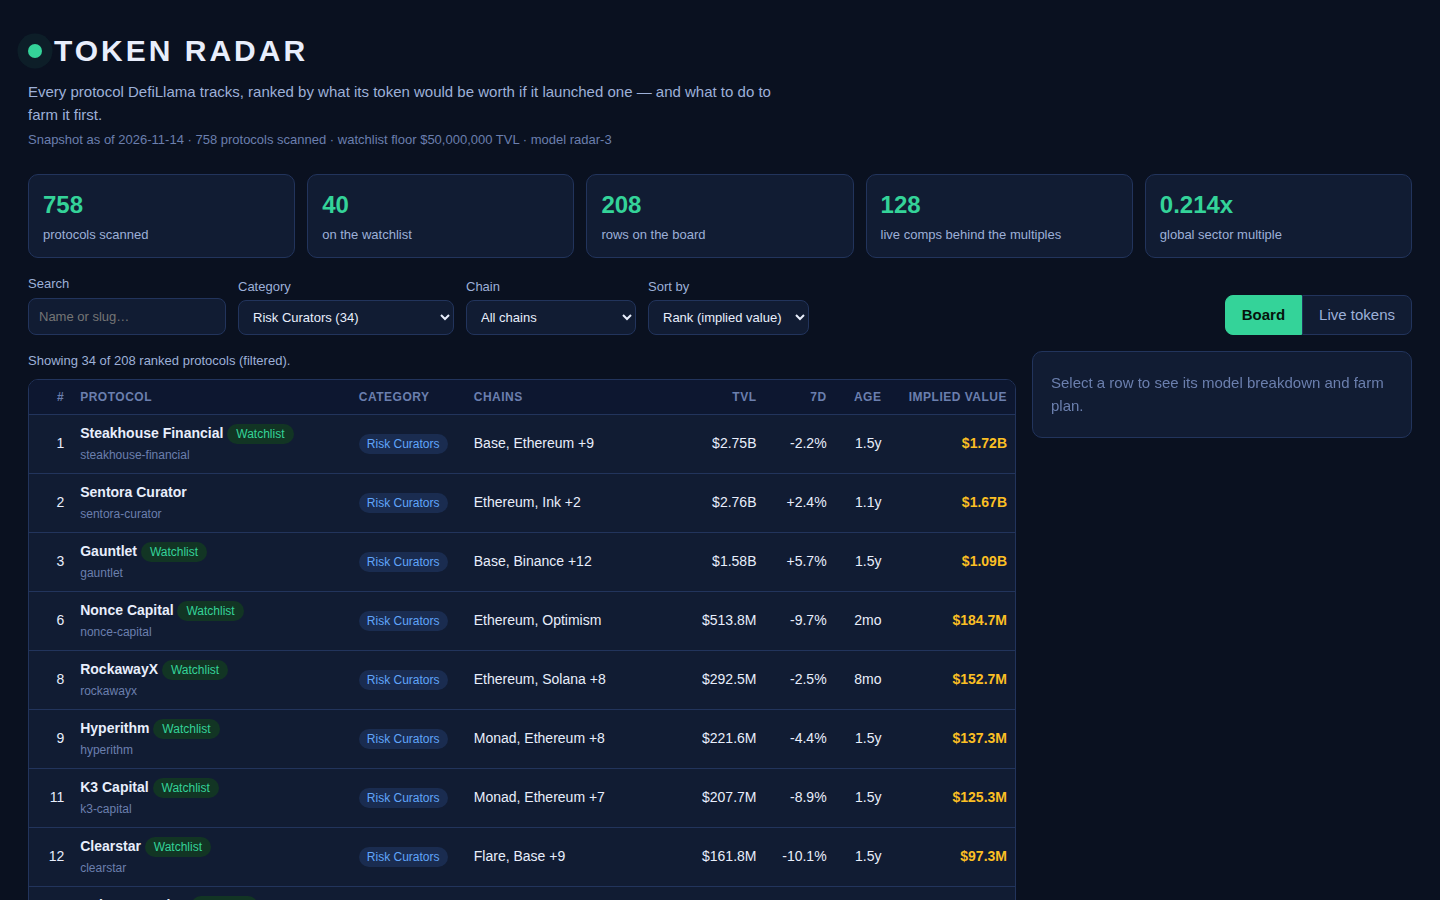 TOKEN RADAR
Every protocol DefiLlama tracks, ranked by what its token would be worth if it launched one — and what to do to
farm it first.
Snapshot as of 2026-11-14 · 758 protocols scanned · watchlist floor $50,000,000 TVL · model radar-3
758
protocols scanned
40
on the watchlist
208
rows on the board
128
live comps behind the multiples
0.214x
global sector multiple
Search
Name or slug…
Category
Risk Curators (34)
Chain
All chains
Sort by
Rank (implied value)
Board
Live tokens
Showing 34 of 208 ranked protocols (filtered).
Select a row to see its model breakdown and farm
plan.
# PROTOCOL CATEGORY CHAINS TVL 7D AGE IMPLIED VALUE
1 Steakhouse Financial Watchlist Risk Curators Base, Ethereum +9 $2.75B -2.2% 1.5y $1.72B
steakhouse-financial
2 Sentora Curator Risk Curators Ethereum, Ink +2 $2.76B +2.4% 1.1y $1.67B
sentora-curator
3 Gauntlet Watchlist Risk Curators Base, Binance +12 $1.58B +5.7% 1.5y $1.09B
gauntlet
6 Nonce Capital Watchlist Risk Curators Ethereum, Optimism $513.8M -9.7% 2mo $184.7M
nonce-capital
8 RockawayX Watchlist Risk Curators Ethereum, Solana +8 $292.5M -2.5% 8mo $152.7M
rockawayx
9 Hyperithm Watchlist Risk Curators Monad, Ethereum +8 $221.6M -4.4% 1.5y $137.3M
hyperithm
11 K3 Capital Watchlist Risk Curators Monad, Ethereum +7 $207.7M -8.9% 1.5y $125.3M
k3-capital
12 Clearstar Watchlist Risk Curators Flare, Base +9 $161.8M -10.1% 1.5y $97.3M
clearstar